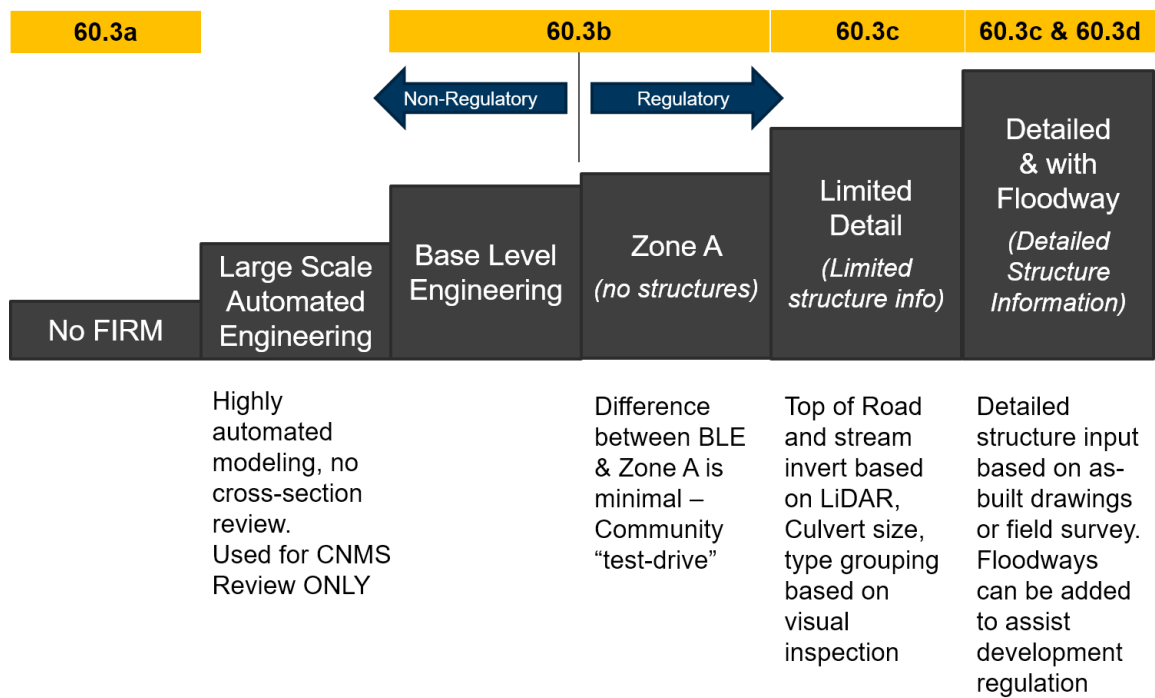 60.3a
60.3b
60.3c
60.3c & 60.3d
Non-Regulatory
Regulatory
No FIRM
Large Scale
Automated
Engineering
Base Level
Engineering
Zone A
(no structures)
Limited
Detail
(Limited
structure info)
Detailed
& with
Floodway
(Detailed
Structure
Information)
Highly
automated
modeling, no
cross-section
review.
Used for CNMS
Review ONLY
Difference
between BLE
& Zone A is
minimal –
Community
“test-drive”
Top of Road
and stream
invert based
on LiDAR,
Culvert size,
type grouping
based on
visual
inspection
Detailed
structure input
based on as-
built drawings
or field survey.
Floodways
can be added
to assist
development
regulation